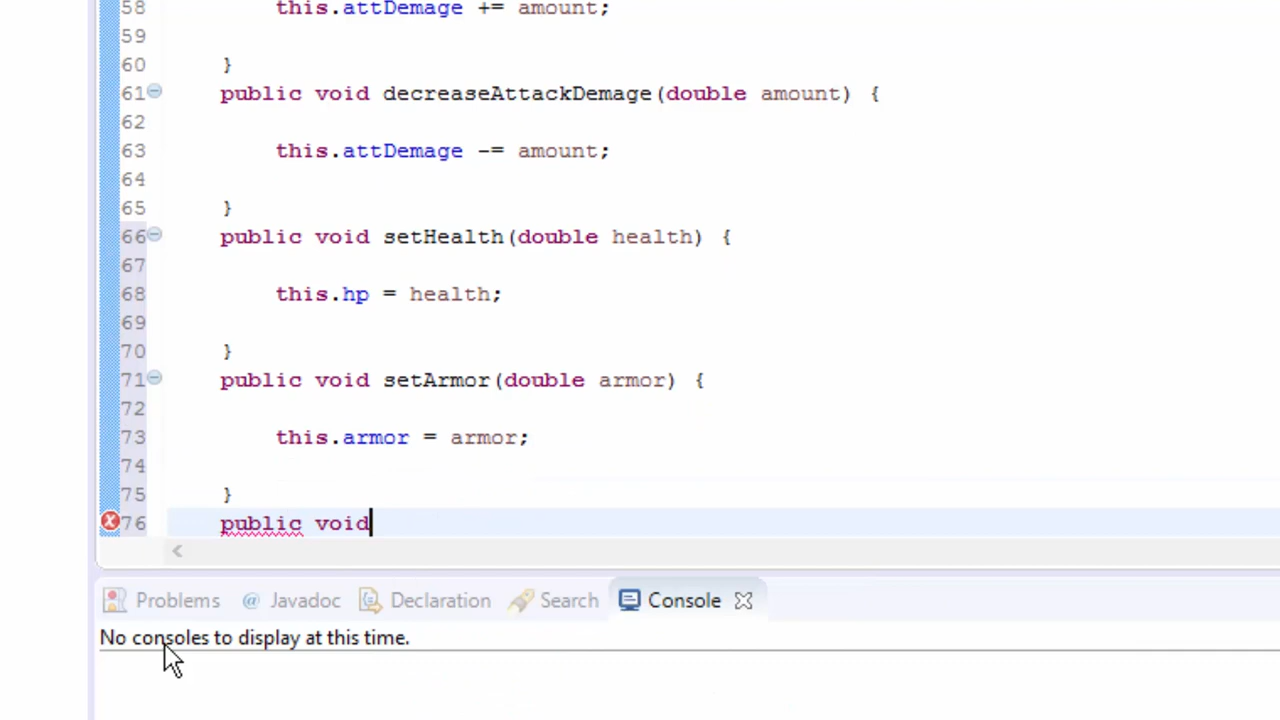 58 this.attDemage += amount;
59
60 }
61 public void decreaseAttackDemage(double amount) {
62
63 this.attDemage -= amount;
64
65 }
66 public void setHealth(double health) {
67
68 this.hp = health;
69
70 }
71 public void setArmor(double armor) {
72
73 this.armor = armor;
74
75 }
76 public void
Problems @ Javadoc Declaration Search Console
No consoles to display at this time.